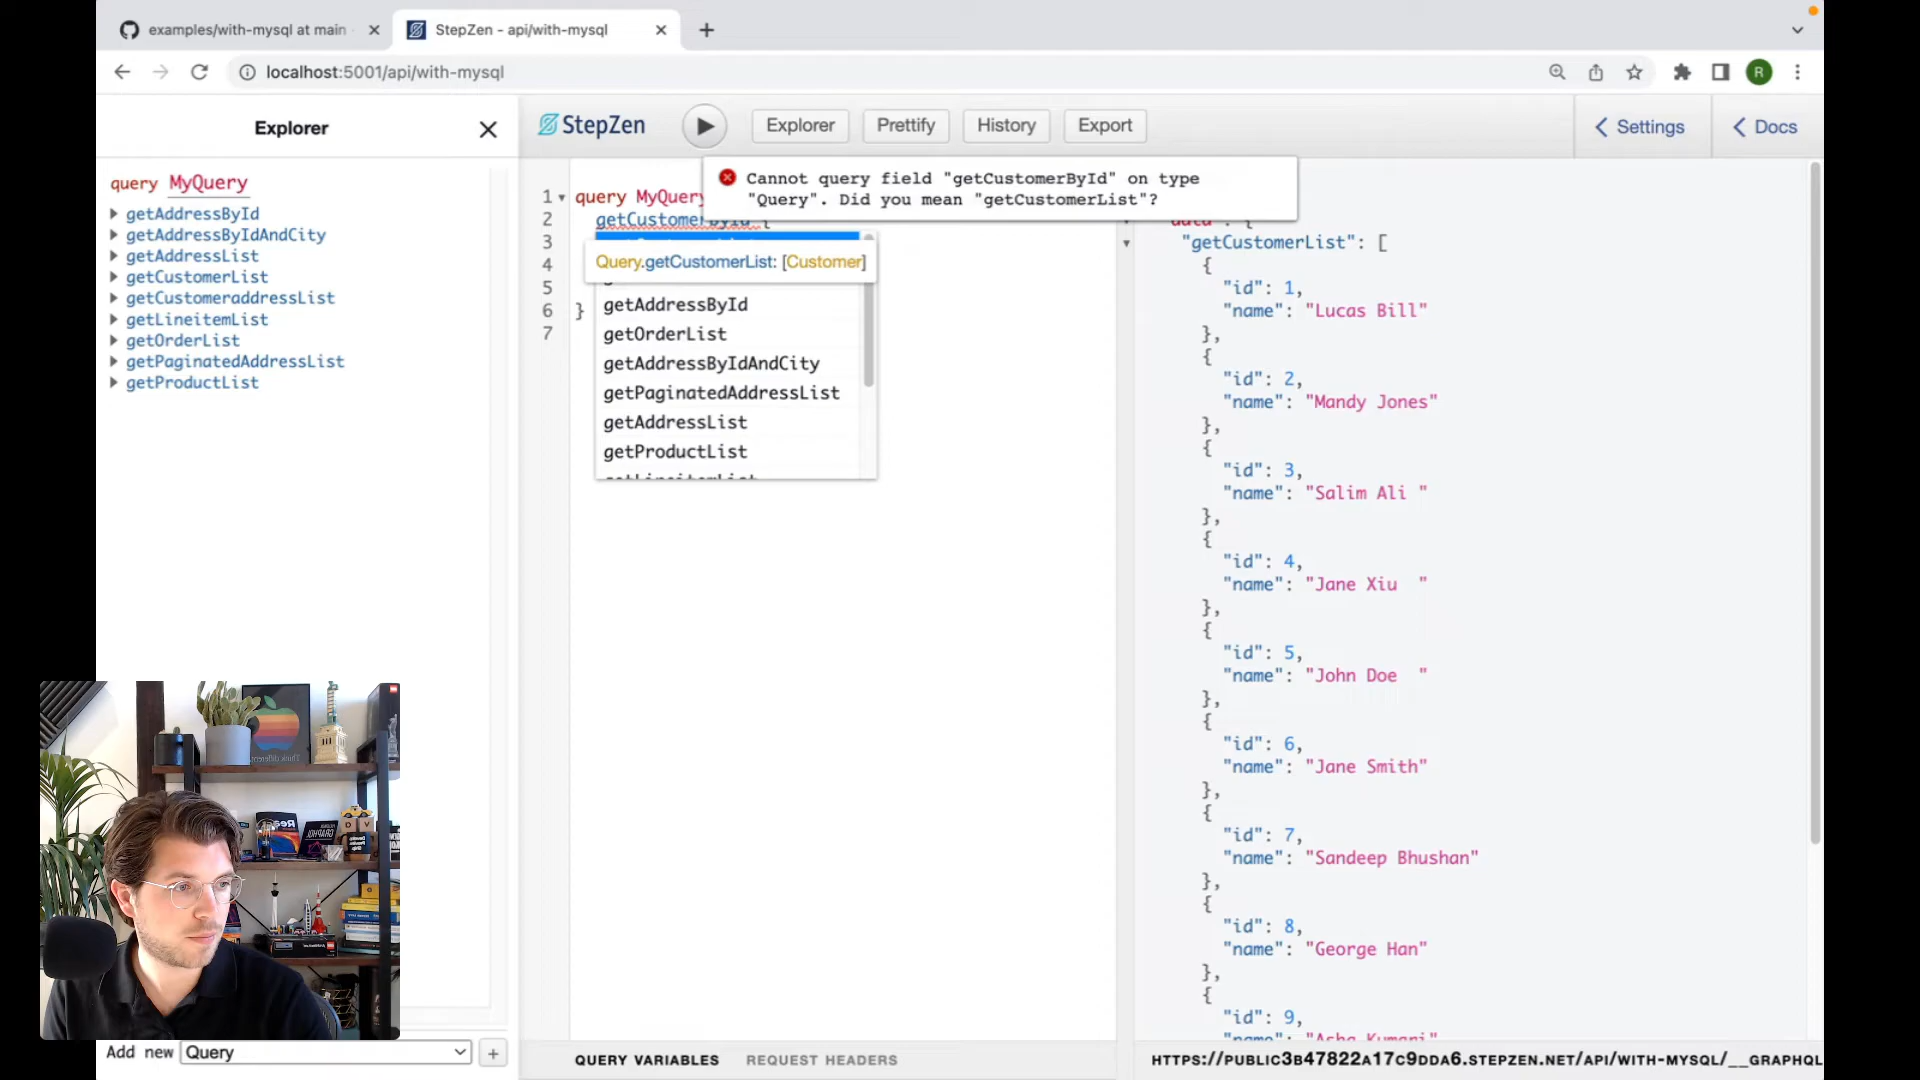 examples/with-mysql at main
StepZen - api/with-mysql
localhost:5001/api/with-mysql
R
Explorer
StepZen
Explorer
Prettify
History
Export
Settings
Docs
query MyQuery
getAddressById
getAddressByIdAndCity
getAddressList
getCustomerList
getCustomeraddressList
getLineitemList
getOrderList
getPaginatedAddressList
getProductList
Cannot query field "getCustomerById" on type
"Query". Did you mean "getCustomerList"?
1 query MyQuery
2 getCustomerById {
3
4
5
6 }
7
Query.getCustomerList: [Customer]
getAddressById
getOrderList
getAddressByIdAndCity
getPaginatedAddressList
getAddressList
getProductList
getLineitemList
data": {
"getCustomerList": [
{
"id": 1,
"name": "Lucas Bill"
},
{
"id": 2,
"name": "Mandy Jones"
},
{
"id": 3,
"name": "Salim Ali "
},
{
"id": 4,
"name": "Jane Xiu  "
},
{
"id": 5,
"name": "John Doe  "
},
{
"id": 6,
"name": "Jane Smith"
},
{
"id": 7,
"name": "Sandeep Bhushan"
},
{
"id": 8,
"name": "George Han"
},
{
"id": 9,
"name": "Asha Kumari"
Add new Query
+
QUERY VARIABLES
REQUEST HEADERS
HTTPS://PUBLIC3B47822A17C9DDA6.STEPZEN.NET/API/WITH-MYSQL/__GRAPHQL